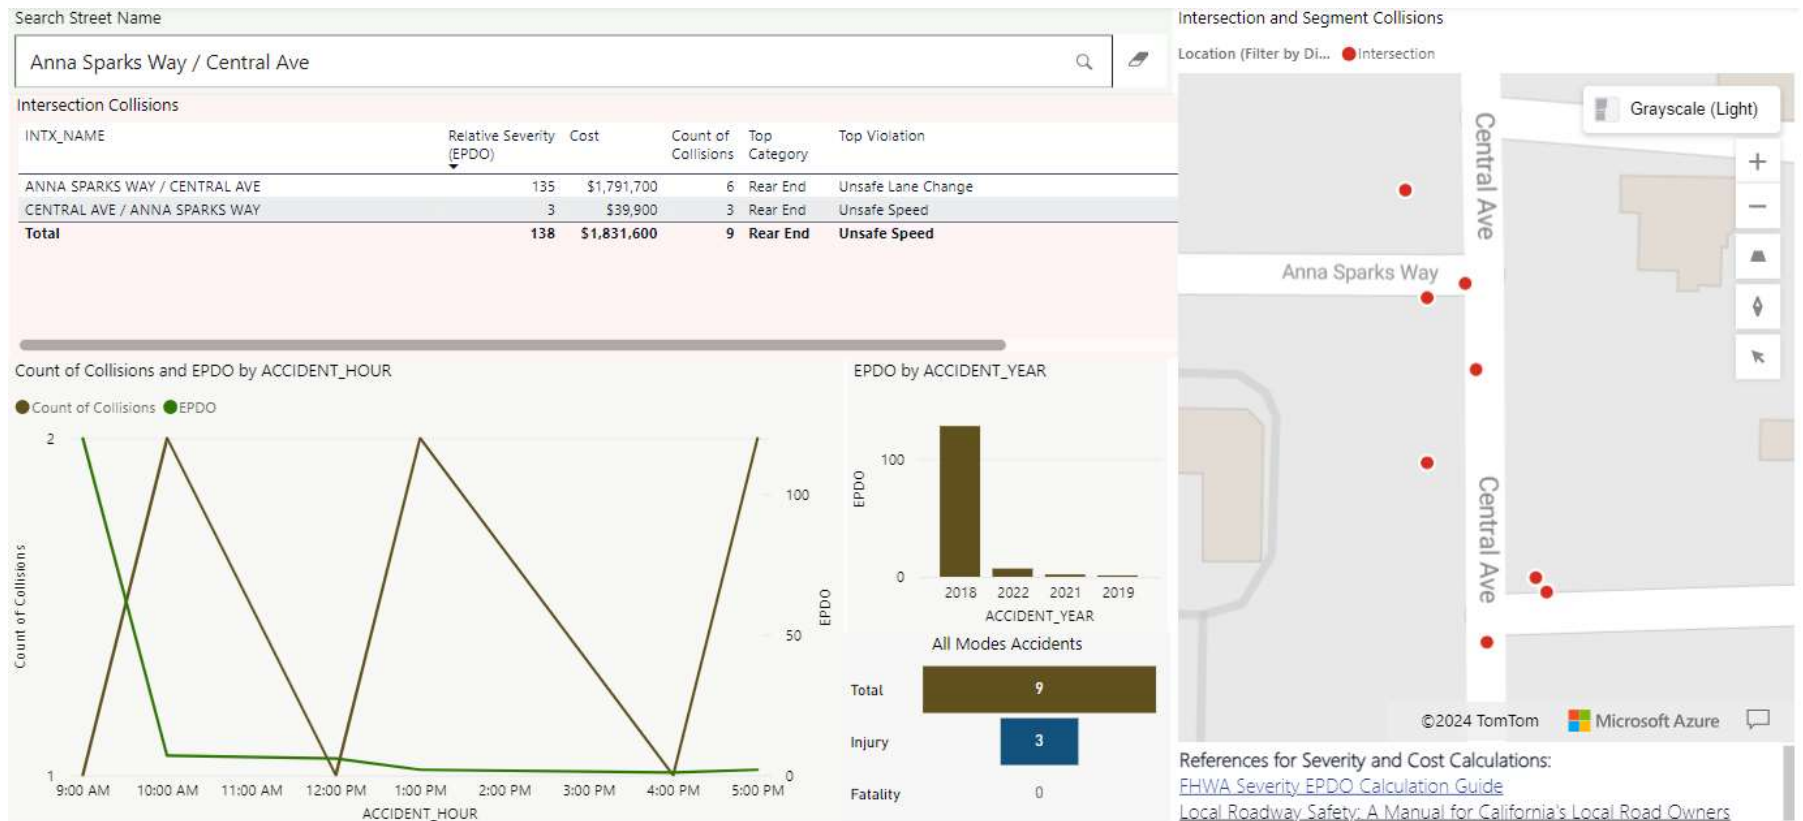 Search Street Name
Anna Sparks Way / Central Ave
Intersection Collisions
INTX_NAME Relative Severity (EPDO) Cost Count of Collisions Top Category Top Violation
ANNA SPARKS WAY / CENTRAL AVE 135 $1,791,700 6 Rear End Unsafe Lane Change
CENTRAL AVE / ANNA SPARKS WAY 3 $39,900 3 Rear End Unsafe Speed
Total 138 $1,831,600 9 Rear End Unsafe Speed
Count of Collisions and EPDO by ACCIDENT_HOUR
Count of Collisions EPDO
2
1
Count of Collisions
100
50
0
EPDO
9:00 AM 10:00 AM 11:00 AM 12:00 PM 1:00 PM 2:00 PM 3:00 PM 4:00 PM 5:00 PM
ACCIDENT_HOUR
EPDO by ACCIDENT_YEAR
100
0
EPDO
2018 2022 2021 2019
ACCIDENT_YEAR
All Modes Accidents
Total 9
Injury 3
Fatality 0
Intersection and Segment Collisions
Location (Filter by Di... Intersection
Grayscale (Light)
Central Ave
Anna Sparks Way
Central Ave
©2024 TomTom Microsoft Azure
References for Severity and Cost Calculations:
FHWA Severity EPDO Calculation Guide
Local Roadway Safety: A Manual for California's Local Road Owners